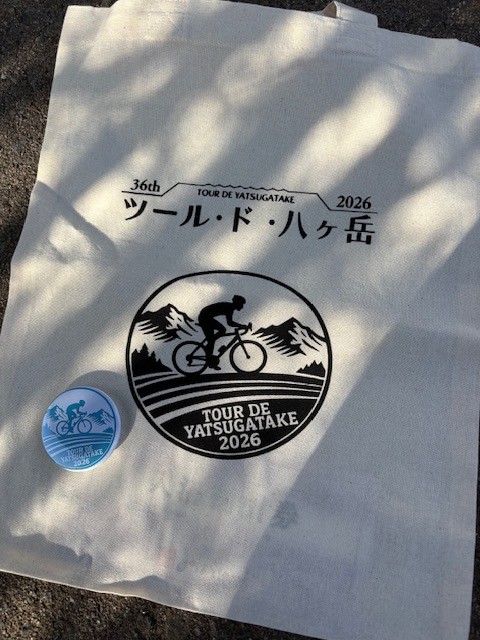 36th
TOUR DE YATSUGATAKE
2026
ツール・ド・八ヶ岳
TOUR DE
YATSUGATAKE
2026
TOUR DE
YATSUGATAKE
2026